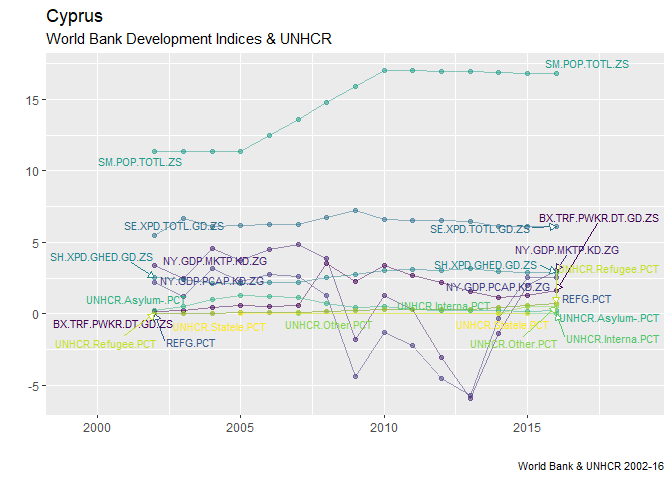 Cyprus
World Bank Development Indices & UNHCR
SM.POP.TOTL.ZS
15
SM.POP.TOTL.ZS
10
BX.TRF.PWKR.DT.GD.ZS
SE.XPD.TOTL.GD.ZS
SE.XPD.TOTL.GD.ZS
5
NY.GDP.MKTP.KD.ZG
SH.XPD.GHED.GD.ZS
NY.GDP.MKTP.KD.ZG
SH.XPD.GHED.GD.ZS
UNHCR.Refugee.PCT
NY.GDP.PCAP.KD.ZG
NY.GDP.PCAP.KD.ZG
UNHCR.Asylum-.PCT
REFG.PCT
UNHCR.Interna.PCT
0
UNHCR.Asylum-.PCT
BX.TRF.PWKR.DT.GD.ZS
UNHCR.Statele.PCT
UNHCR.Other.PCT
UNHCR.Statele.PCT
UNHCR.Interna.PCT
UNHCR.Refugee.PCT
REFG.PCT
UNHCR.Other.PCT
-5
2000
2005
2010
2015
World Bank & UNHCR 2002-16